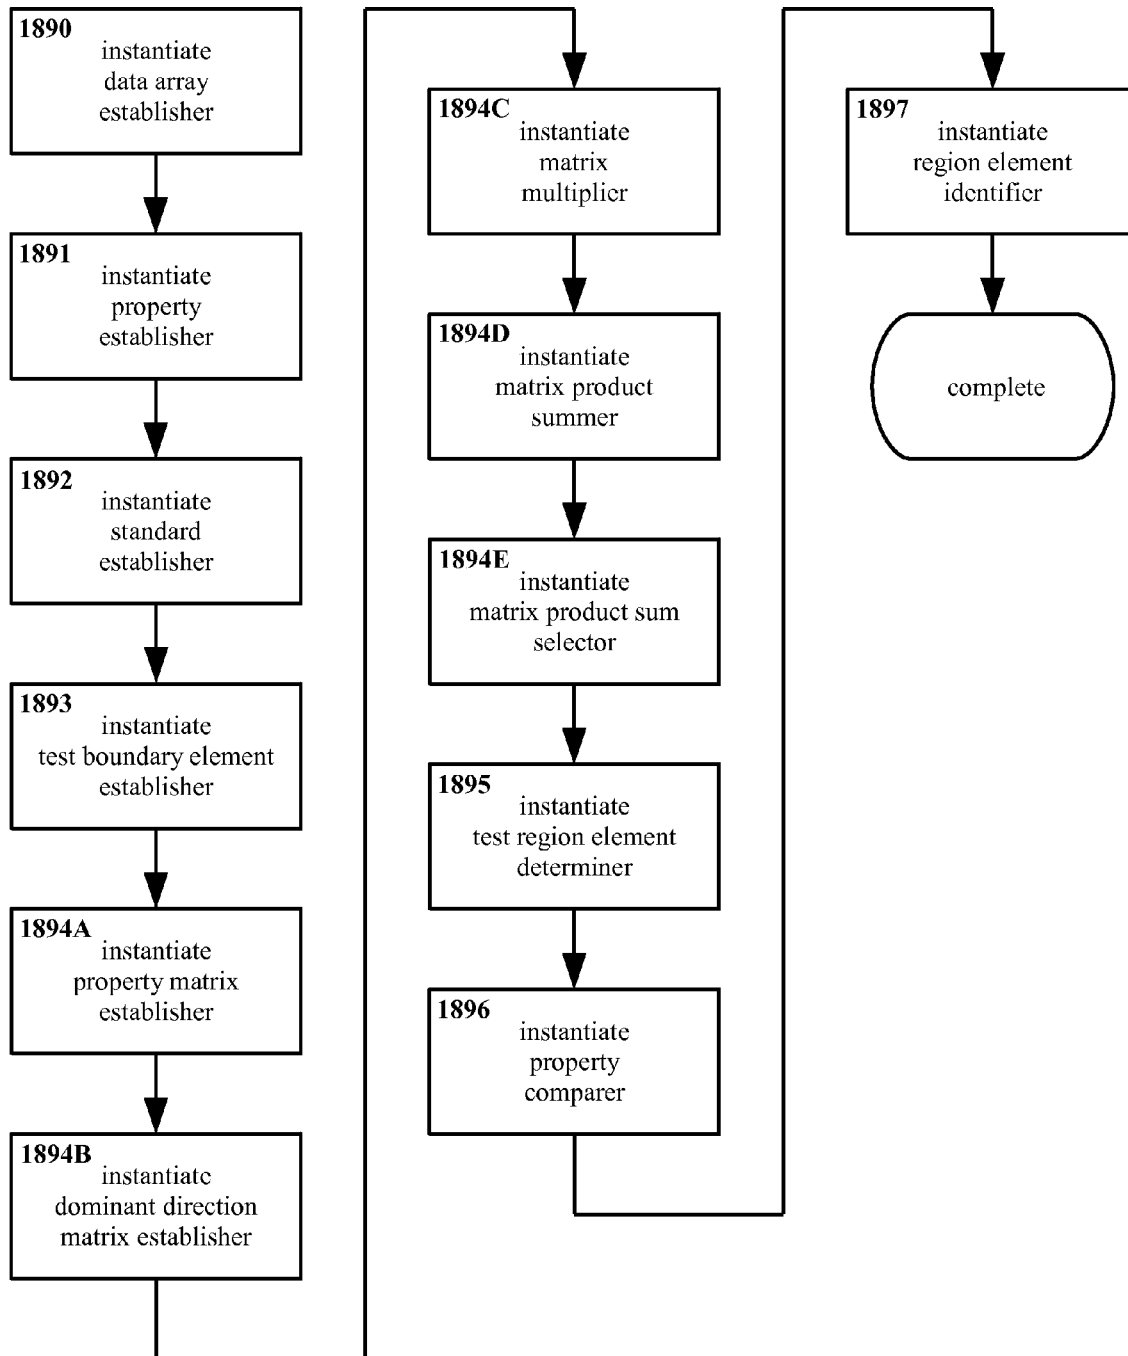 1890
instantiate
data array
establisher
1891
instantiate
property
establisher
1892
instantiate
standard
establisher
1893
instantiate
test boundary element
establisher
1894A
instantiate
property matrix
establisher
1894B
instantiate
dominant direction
matrix establisher
1894C
instantiate
matrix
multiplier
1894D
instantiate
matrix product
summer
1894E
instantiate
matrix product sum
selector
1895
instantiate
test region element
determiner
1896
instantiate
property
comparer
1897
instantiate
region element
identifier
complete